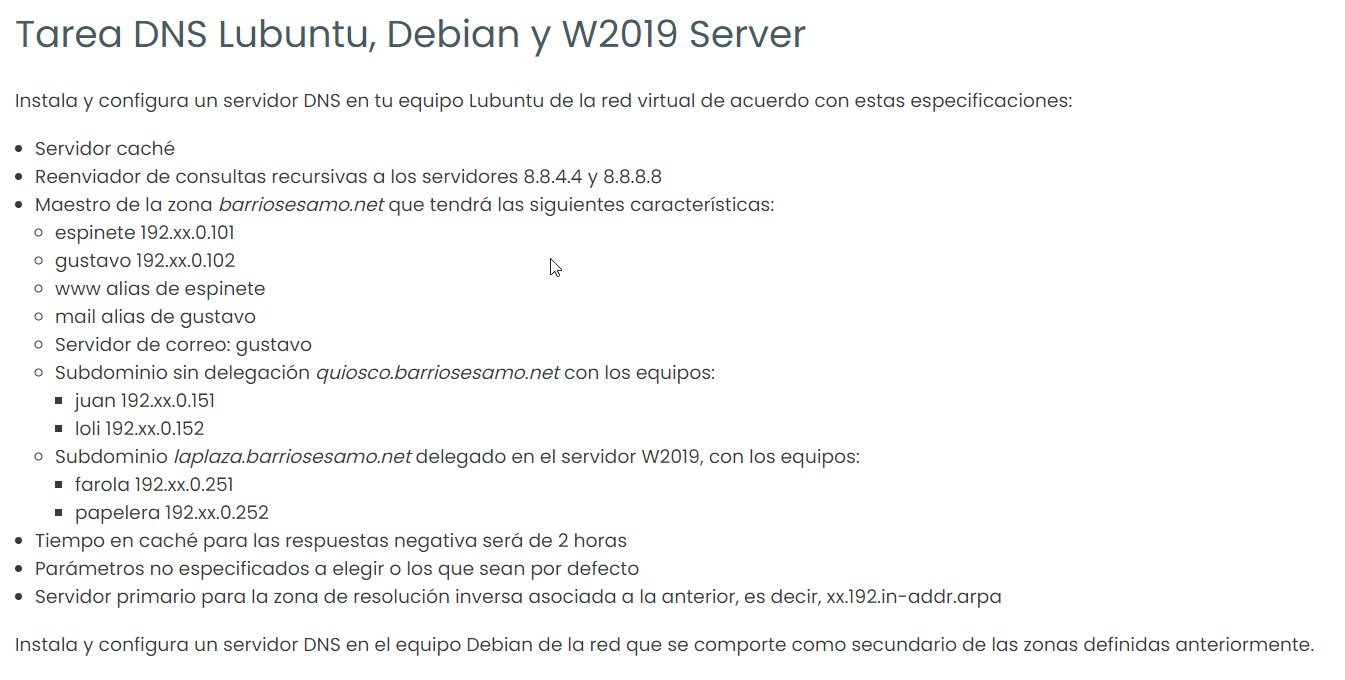 Tarea DNS Lubuntu, Debian y W2019 Server
Instala y configura un servidor DNS en tu equipo Lubuntu de la red virtual de acuerdo con estas especificaciones:
Servidor caché
Reenviador de consultas recursivas a los servidores 8.8.4.4 y 8.8.8.8
Maestro de la zona barriosesamo.net que tendrá las siguientes características:
espinete 192.xx.0.101
gustavo 192.xx.0.102
www alias de espinete
mail alias de gustavo
Servidor de correo: gustavo
Subdominio sin delegación quiosco.barriosesamo.net con los equipos:
juan 192.xx.0.151
loli 192.xx.0.152
Subdominio laplaza.barriosesamo.net delegado en el servidor W2019, con los equipos:
farola 192.xx.0.251
papelera 192.xx.0.252
Tiempo en caché para las respuestas negativa será de 2 horas
Parámetros no especificados a elegir o los que sean por defecto
Servidor primario para la zona de resolución inversa asociada a la anterior, es decir, xx.192.in-addr.arpa
Instala y configura un servidor DNS en el equipo Debian de la red que se comporte como secundario de las zonas definidas anteriormente.